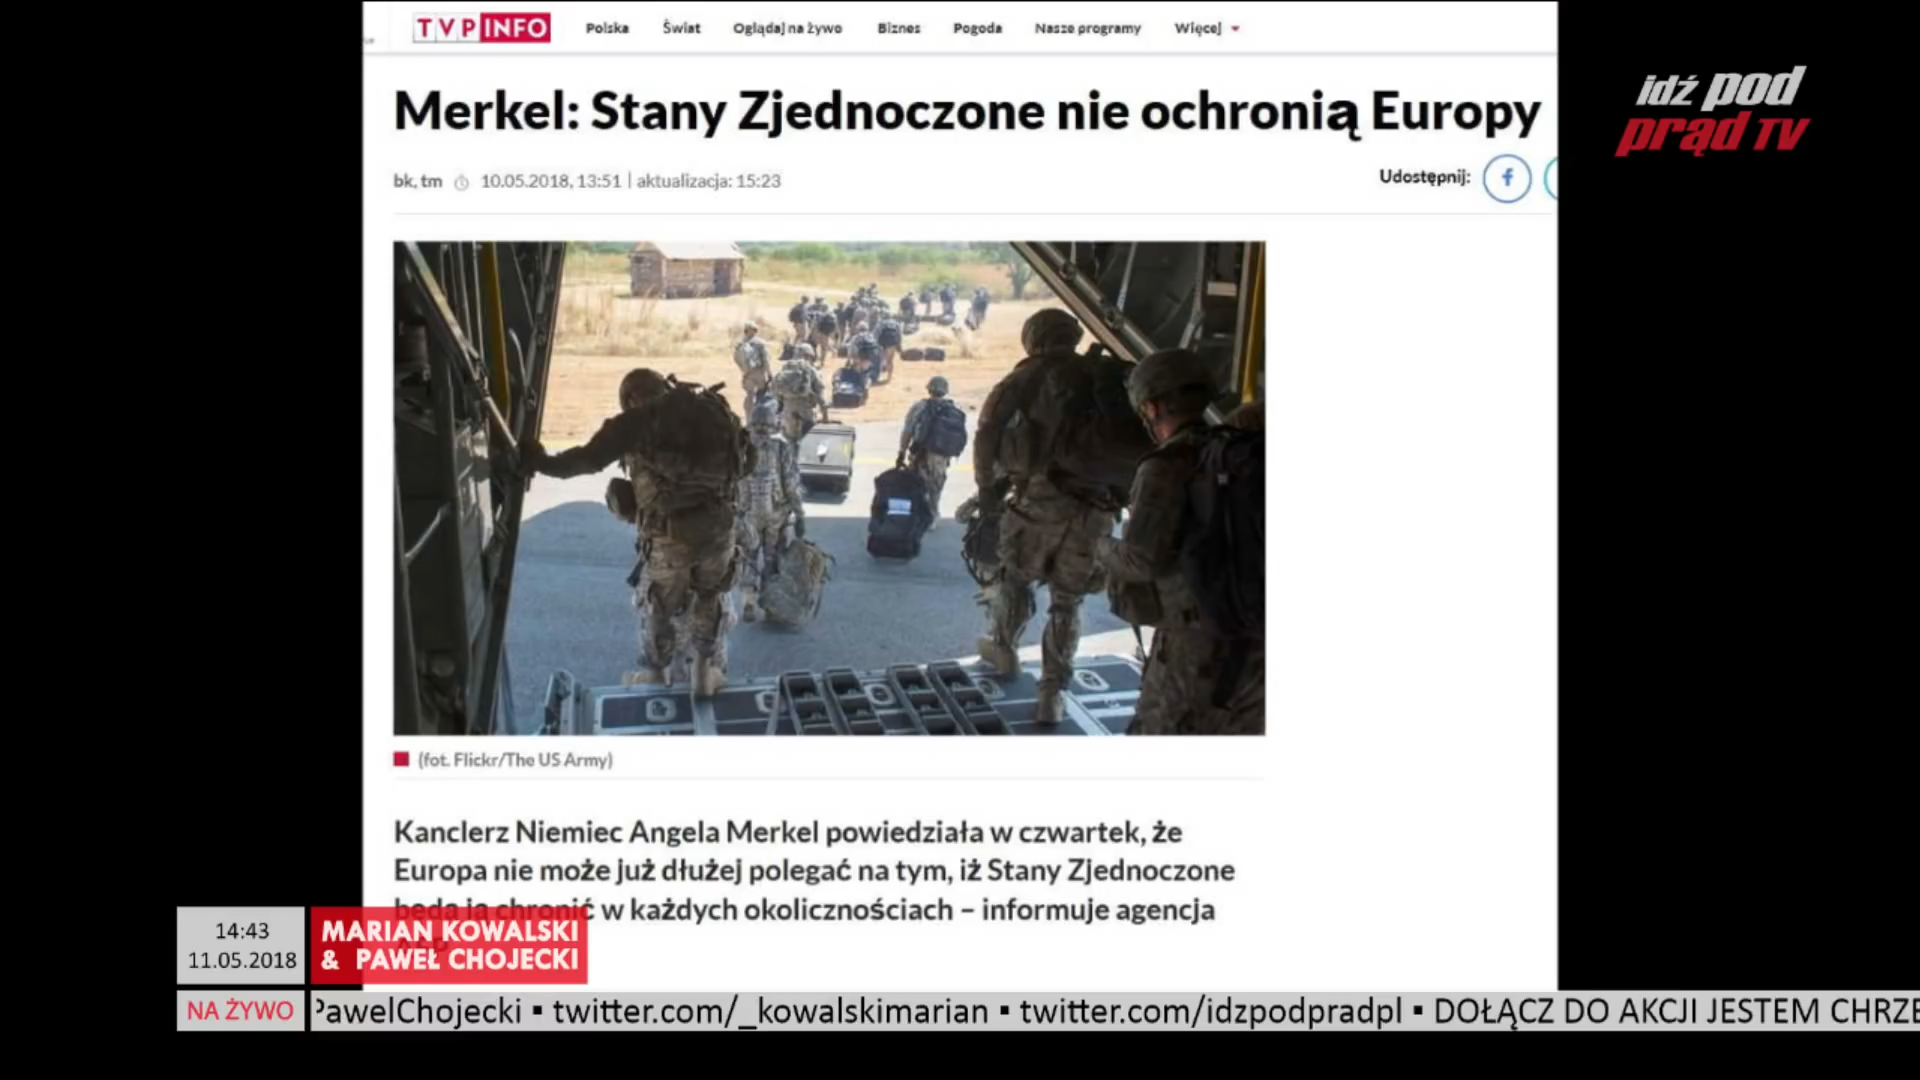 TVP INFO Polska Świat Oglądaj na żywo Biznes Pogoda Nasze programy Więcej
idź pod
prąd TV
Merkel: Stany Zjednoczone nie ochronią Europy
bk, tm 10.05.2018, 13:51 | aktualizacja: 15:23
Udostępnij:
(fot. Flickr/The US Army)
Kanclerz Niemiec Angela Merkel powiedziała w czwartek, że
Europa nie może już dłużej polegać na tym, iż Stany Zjednoczone
będą ją chronić w każdych okolicznościach – informuje agencja
14:43
11.05.2018
MARIAN KOWALSKI
& PAWEŁ CHOJECKI
NA ŻYWO
PawelChojecki ▪ twitter.com/_kowalskimarian ▪ twitter.com/idzpodpradpl ▪ DOŁĄCZ DO AKCJI JESTEM CHRZE